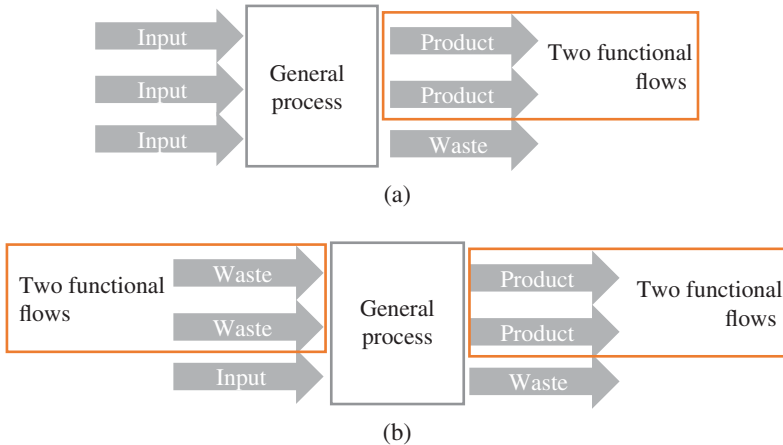 Input
Input
Input
General
process
Product
Product
Waste
Two functional
flows
(a)
Two functional
flows
Waste
Waste
Input
General
process
Product
Product
Waste
Two functional
flows
(b)